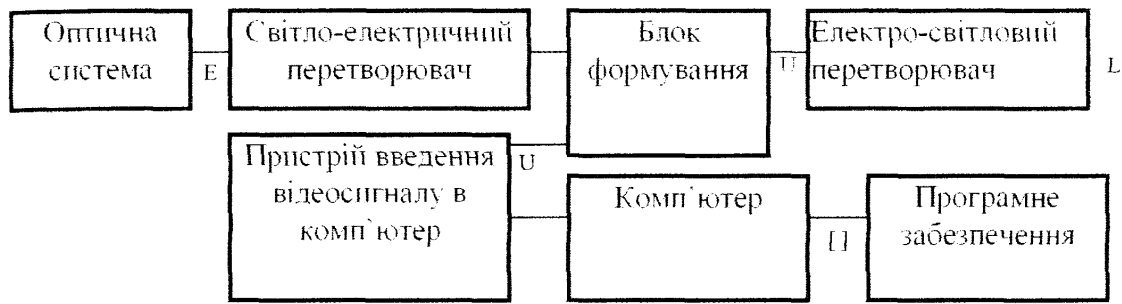 Оптична
система
E
Світло-електричний
перетворювач
Блок
формування
U
Електро-світловий
перетворювач
L
Пристрій введення
відеосигналу в
комп`ютер
U
Комп`ютер
[]
Програмне
забезпечення